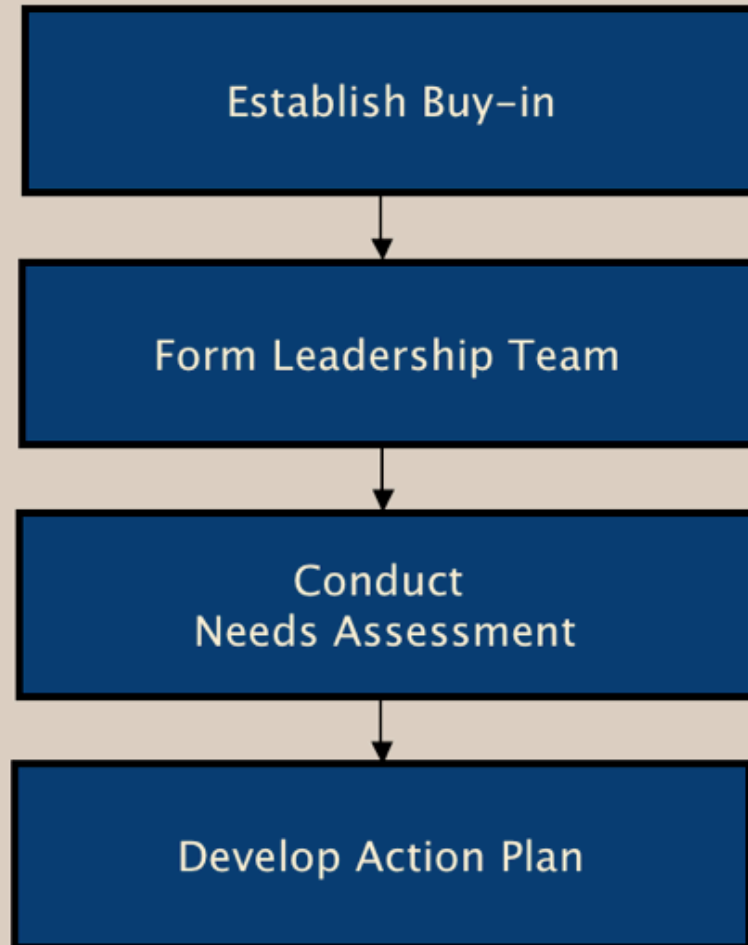 Establish Buy-in
Form Leadership Team
Conduct
Needs Assessment
Develop Action Plan